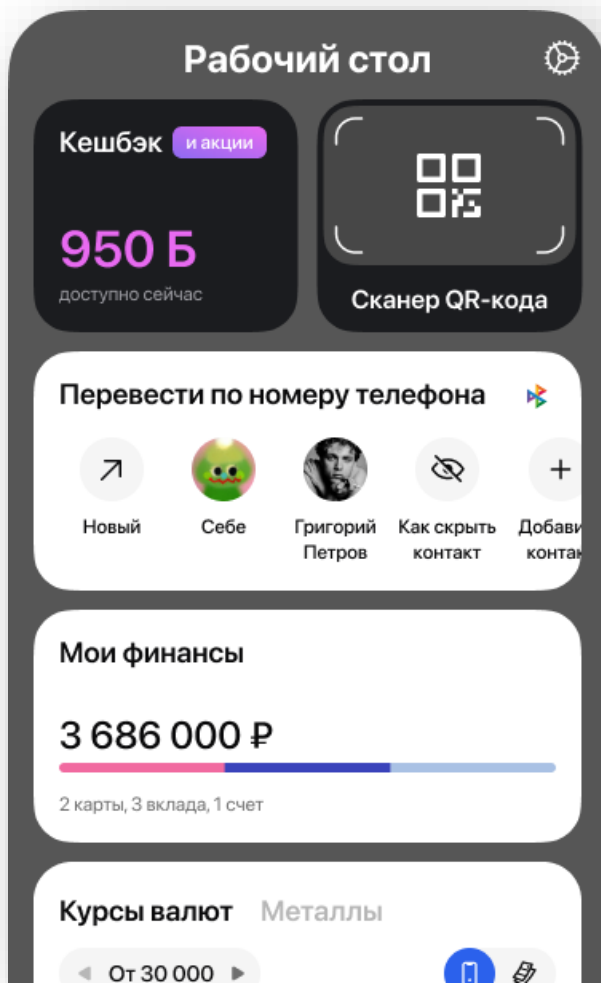 Рабочий стол
Кешбэк и акции
950 Б
доступно сейчас
Сканер QR-кода
Перевести по номеру телефона
Новый
Себе
Григорий
Петров
Как скрыть
контакт
Добави
контак
Мои финансы
3 686 000 ₽
2 карты, 3 вклада, 1 счет
Курсы валют Металлы
От 30 000